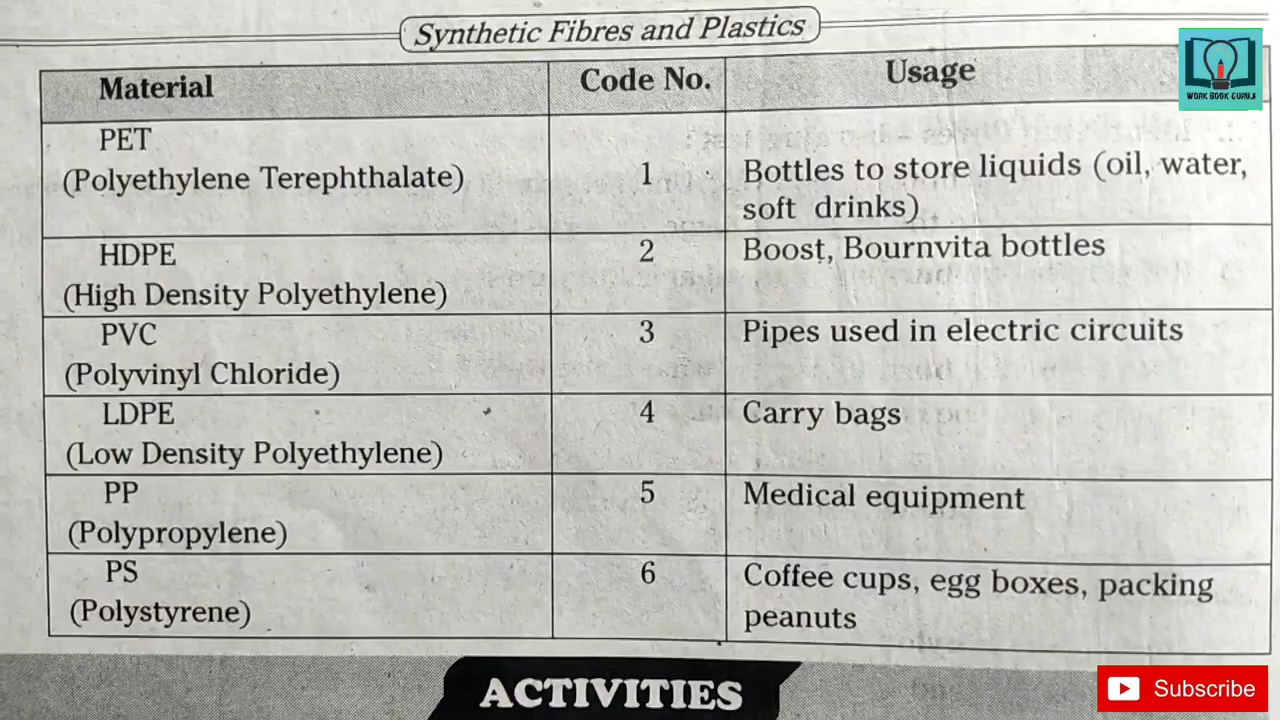 Synthetic Fibres and Plastics
WORK BOOK GURUJI
Material Code No. Usage
PET
(Polyethylene Terephthalate) 1 Bottles to store liquids (oil, water,
soft drinks)
HDPE 2 Boost, Bournvita bottles
(High Density Polyethylene)
PVC 3 Pipes used in electric circuits
(Polyvinyl Chloride)
LDPE 4 Carry bags
(Low Density Polyethylene)
PP 5 Medical equipment
(Polypropylene)
PS 6 Coffee cups, egg boxes, packing
(Polystyrene) peanuts
ACTIVITIES
Subscribe